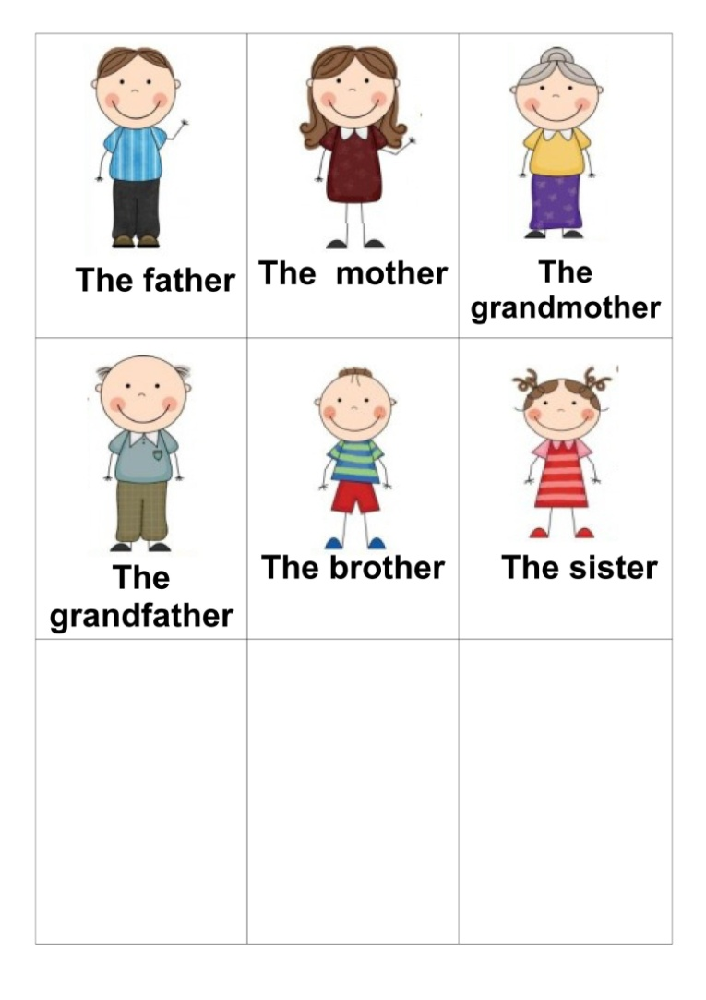 The father
The  mother
The
grandmother
The
grandfather
The brother
The sister